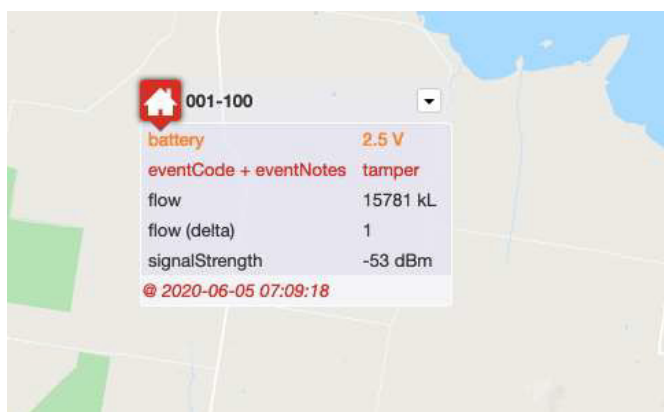 001-100
battery 2.5 V
eventCode + eventNotes tamper
flow 15781 kL
flow (delta) 1
signalStrength -53 dBm
@ 2020-06-05 07:09:18